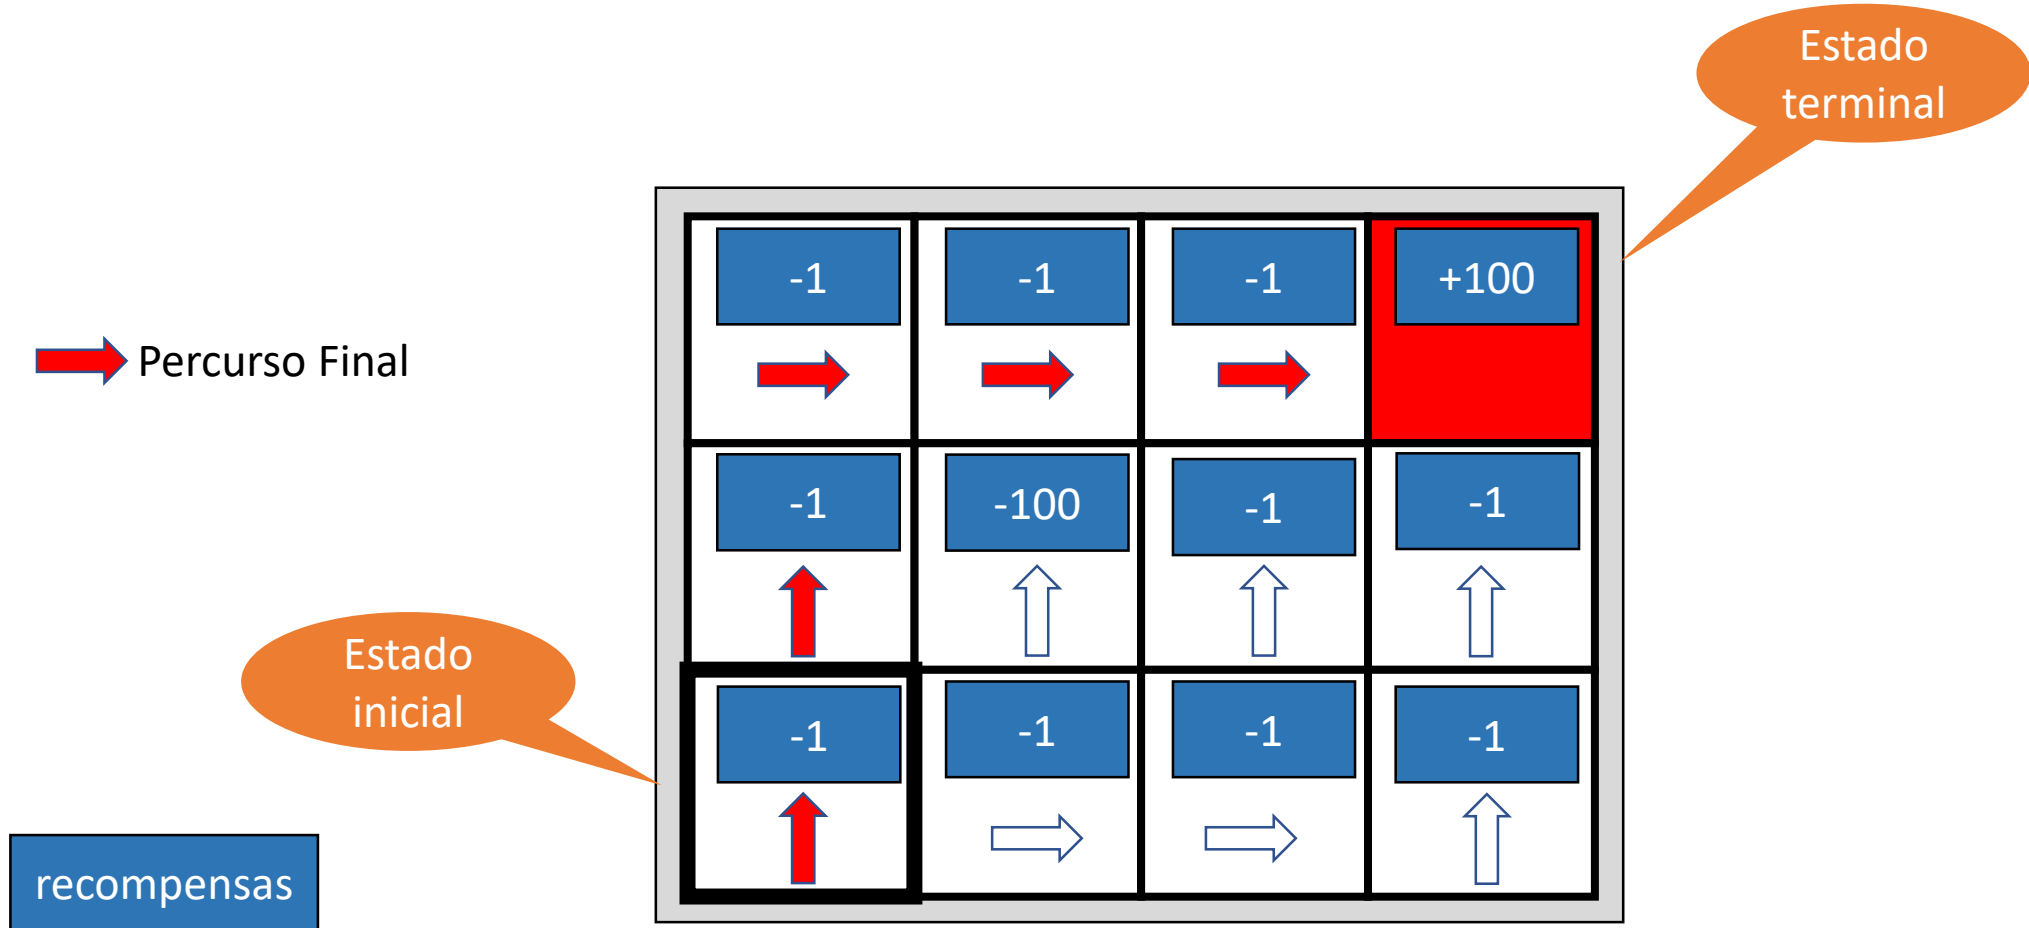 Estado
terminal
-1 -1 -1 +100
Percurso Final
-1 -100 -1 -1
Estado
inicial
-1 -1 -1 -1
recompensas